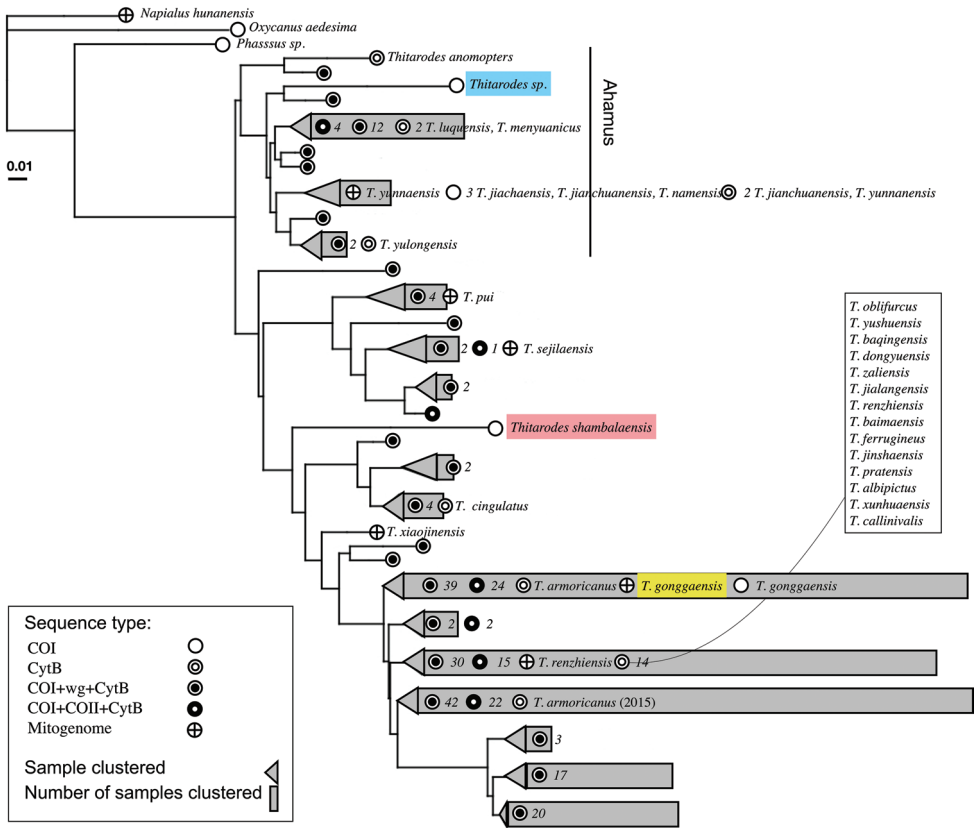 Napialus hunanensis
Oxycanus aedesima
Phasssus sp.
Thitarodes anomopters
Thitarodes sp.
4 12 2 T. luquensis, T. menyuanicus
T. yunnaensis 3 T. jiachaensis, T. jianchuanensis, T. namensis 2 T. jianchuanensis, T. yunnanensis
2 T. yulongensis
Ahamus
0.01
4 T. pui
2 1 T. sejilaensis
2
Thitarodes shambalaensis
2
4 T. cingulatus
T. xiaojinensis
39 24 T. armoricanus T. gonggaensis T. gonggaensis
2 2
30 15 T. renzhiensis 14
42 22 T. armoricanus (2015)
3
17
20
T. oblifurcus
T. yushuensis
T. baqingensis
T. dongyuensis
T. zaliensis
T. jialangensis
T. renzhiensis
T. baimaensis
T. ferrugineus
T. jinshaensis
T. pratensis
T. albipictus
T. xunhuaensis
T. callinivalis
Sequence type:
COI
CytB
COI+wg+CytB
COI+COII+CytB
Mitogenome
Sample clustered
Number of samples clustered